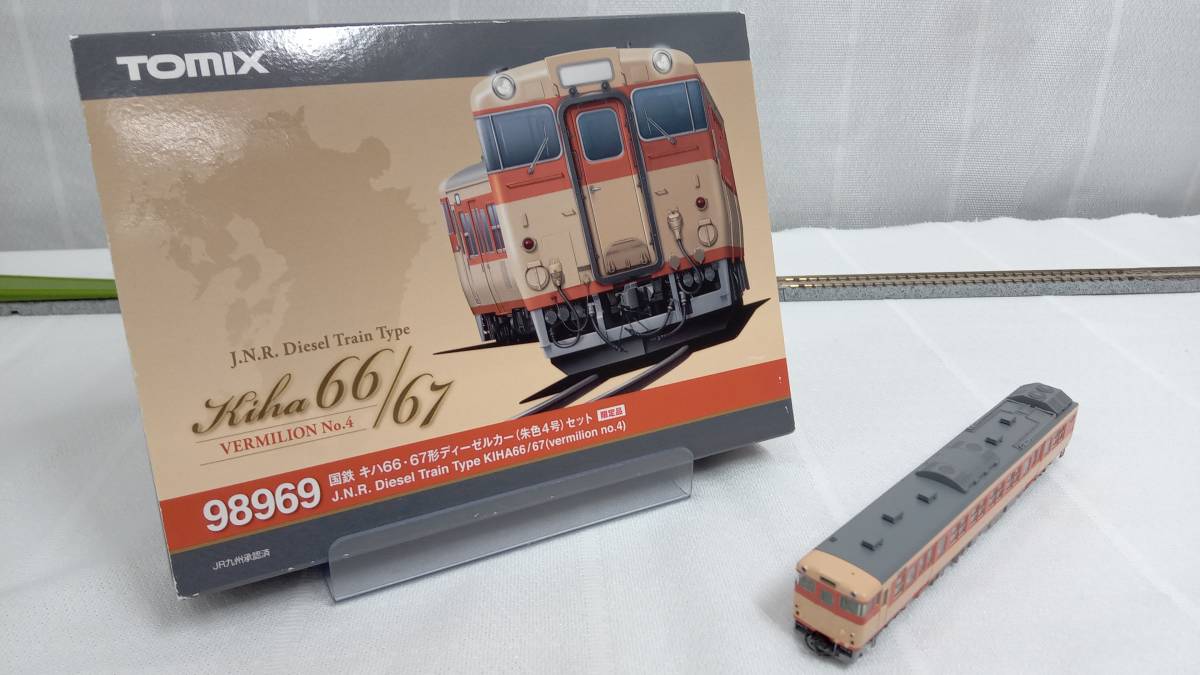 TOMIX
J.N.R. Diesel Train Type
Kiha 66/67
VERMILION No.4
98969
国鉄 キハ66・67形ディーゼルカー(朱色4号)セット 限定品
J.N.R. Diesel Train Type KIHA66/67(vermilion no.4)
JR九州承認済